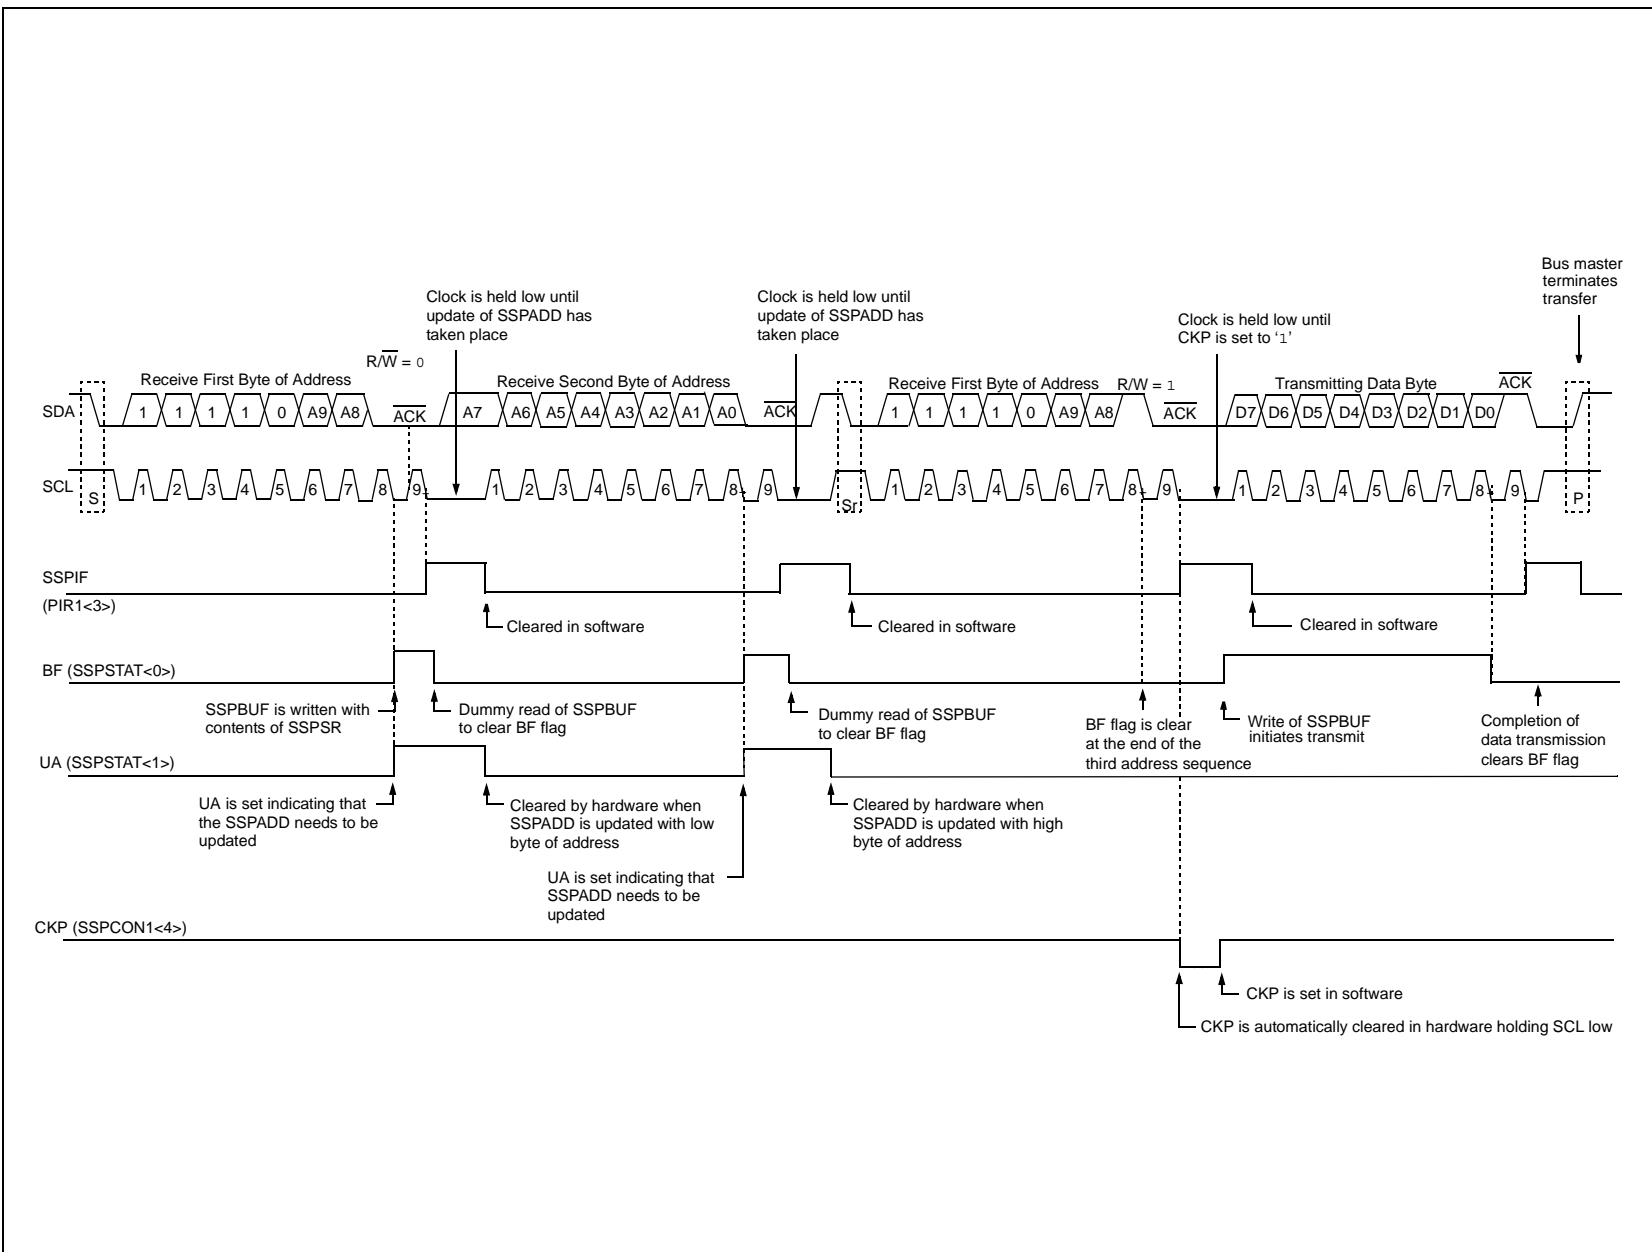 Bus master
terminates
transfer
Clock is held low until
update of SSPADD has
taken place
Clock is held low until
update of SSPADD has
taken place
Clock is held low until
CKP is set to ‘1’
R/W = 0
Receive First Byte of Address
Receive Second Byte of Address
Receive First Byte of Address
R/W = 1
Transmitting Data Byte
ACK
SDA
1 1 1 1 0 A9 A8
ACK
A7 A6 A5 A4 A3 A2 A1 A0
ACK
1 1 1 1 0 A9 A8
ACK
D7 D6 D5 D4 D3 D2 D1 D0
SCL
S
1 2 3 4 5 6 7 8 9
1 2 3 4 5 6 7 8 9
Sr
1 2 3 4 5 6 7 8 9
1 2 3 4 5 6 7 8 9
P
SSPIF
(PIR1<3>)
Cleared in software
Cleared in software
Cleared in software
BF (SSPSTAT<0>)
SSPBUF is written with
contents of SSPSR
Dummy read of SSPBUF
to clear BF flag
Dummy read of SSPBUF
to clear BF flag
BF flag is clear
at the end of the
third address sequence
Write of SSPBUF
initiates transmit
Completion of
data transmission
clears BF flag
UA (SSPSTAT<1>)
UA is set indicating that
the SSPADD needs to be
updated
Cleared by hardware when
SSPADD is updated with low
byte of address
Cleared by hardware when
SSPADD is updated with high
byte of address
UA is set indicating that
SSPADD needs to be
updated
CKP (SSPCON1<4>)
CKP is set in software
CKP is automatically cleared in hardware holding SCL low